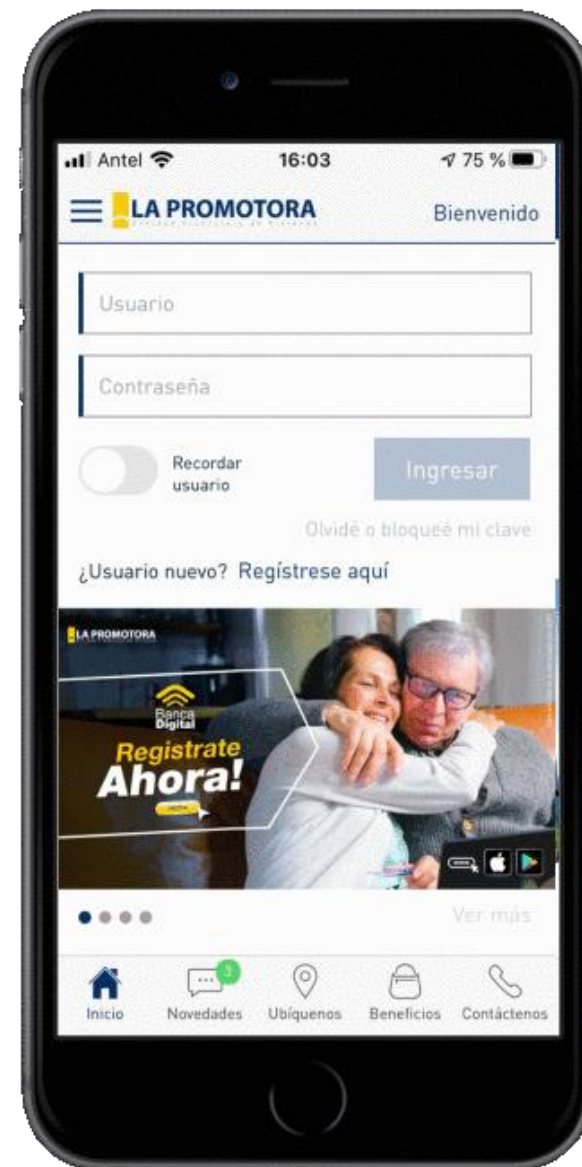 Antel
16:03
75 %
LA PROMOTORA
Bienvenido
Usuario
Contraseña
Recordar
usuario
Ingresar
Olvidé o bloqueé mi clave
¿Usuario nuevo? Regístrese aquí
LA PROMOTORA
Banca
Digital
Registrate
Ahora!
Ver más
3
Inicio
Novedades
Ubíquenos
Beneficios
Contáctenos